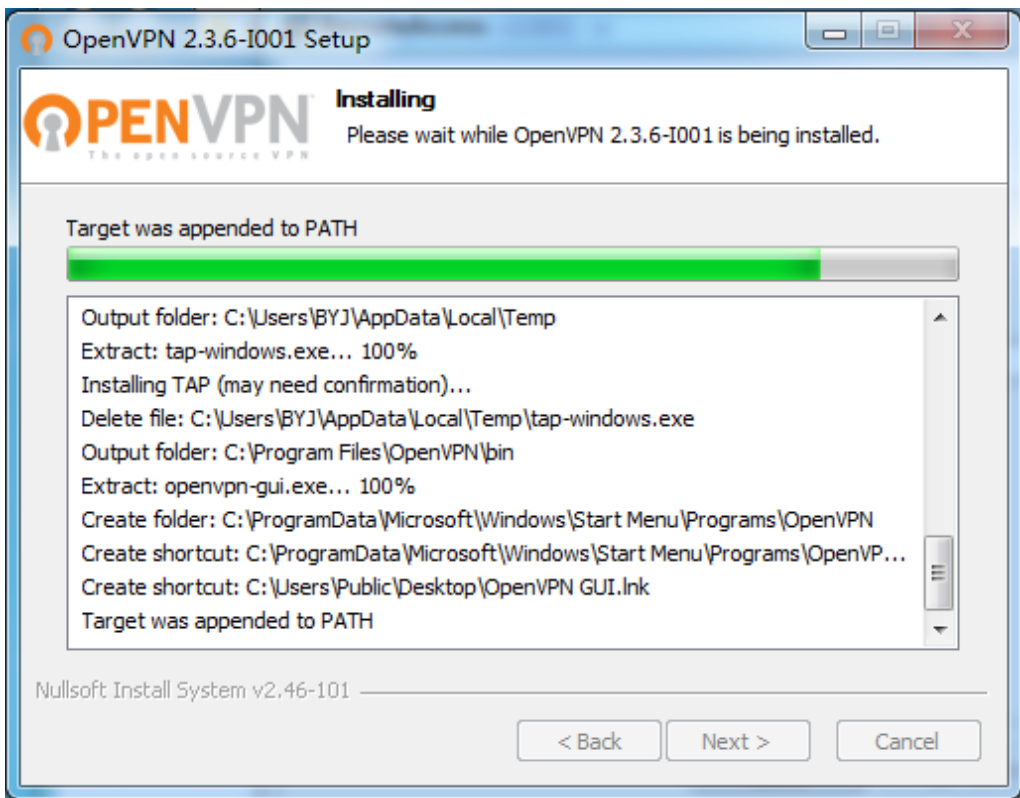 OpenVPN 2.3.6-I001 Setup
OPENVPN
The open source VPN
Installing
Please wait while OpenVPN 2.3.6-I001 is being installed.
Target was appended to PATH
Output folder: C:\Users\BYJ\AppData\Local\Temp
Extract: tap-windows.exe... 100%
Installing TAP (may need confirmation)...
Delete file: C:\Users\BYJ\AppData\Local\Temp\tap-windows.exe
Output folder: C:\Program Files\OpenVPN\bin
Extract: openvpn-gui.exe... 100%
Create folder: C:\ProgramData\Microsoft\Windows\Start Menu\Programs\OpenVPN
Create shortcut: C:\ProgramData\Microsoft\Windows\Start Menu\Programs\OpenVP...
Create shortcut: C:\Users\Public\Desktop\OpenVPN GUI.lnk
Target was appended to PATH
Nullsoft Install System v2.46-101
< Back
Next >
Cancel